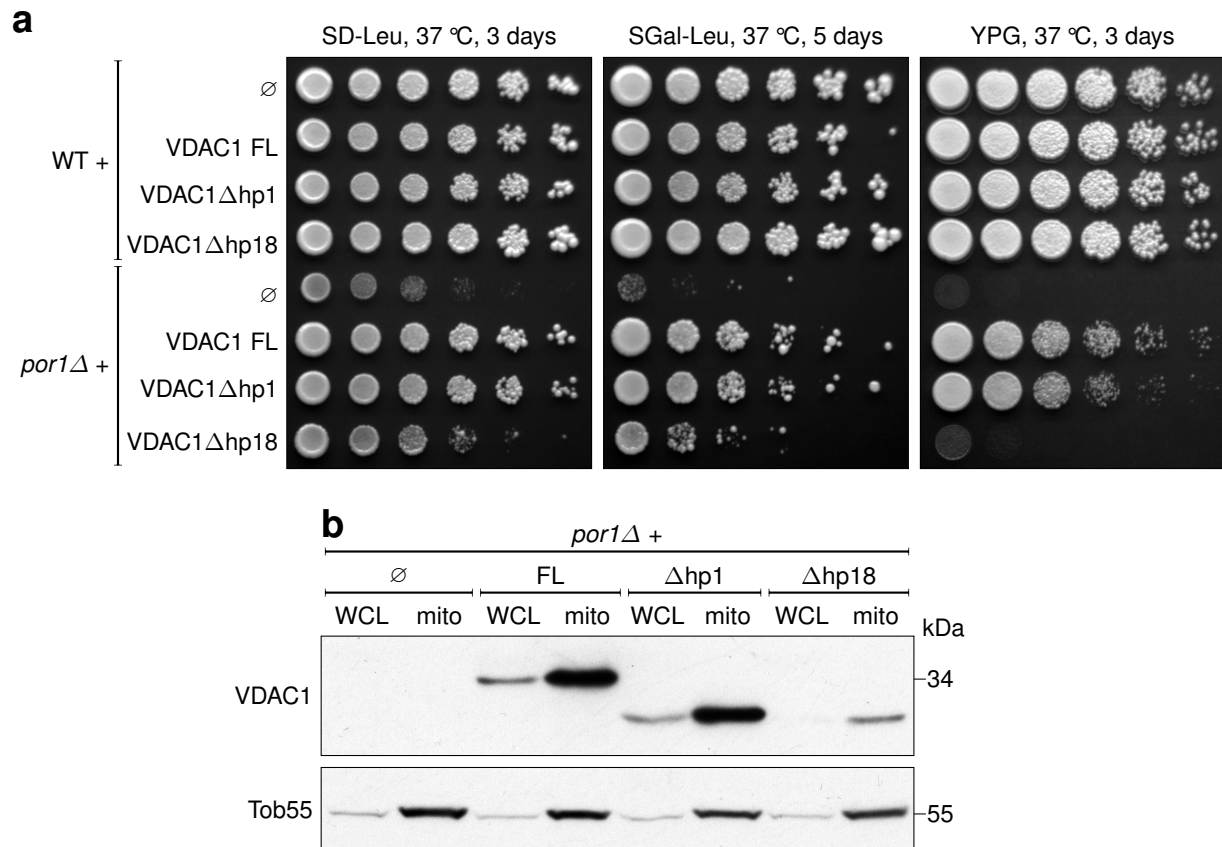 a
SD-Leu, 37 °C, 3 days SGal-Leu, 37 °C, 5 days YPG, 37 °C, 3 days
WT +
∅
VDAC1 FL
VDAC1Δhp1
VDAC1Δhp18
por1Δ +
∅
VDAC1 FL
VDAC1Δhp1
VDAC1Δhp18
b
por1Δ +
∅ FL Δhp1 Δhp18
WCL mito WCL mito WCL mito WCL mito
kDa
VDAC1
34
Tob55
55